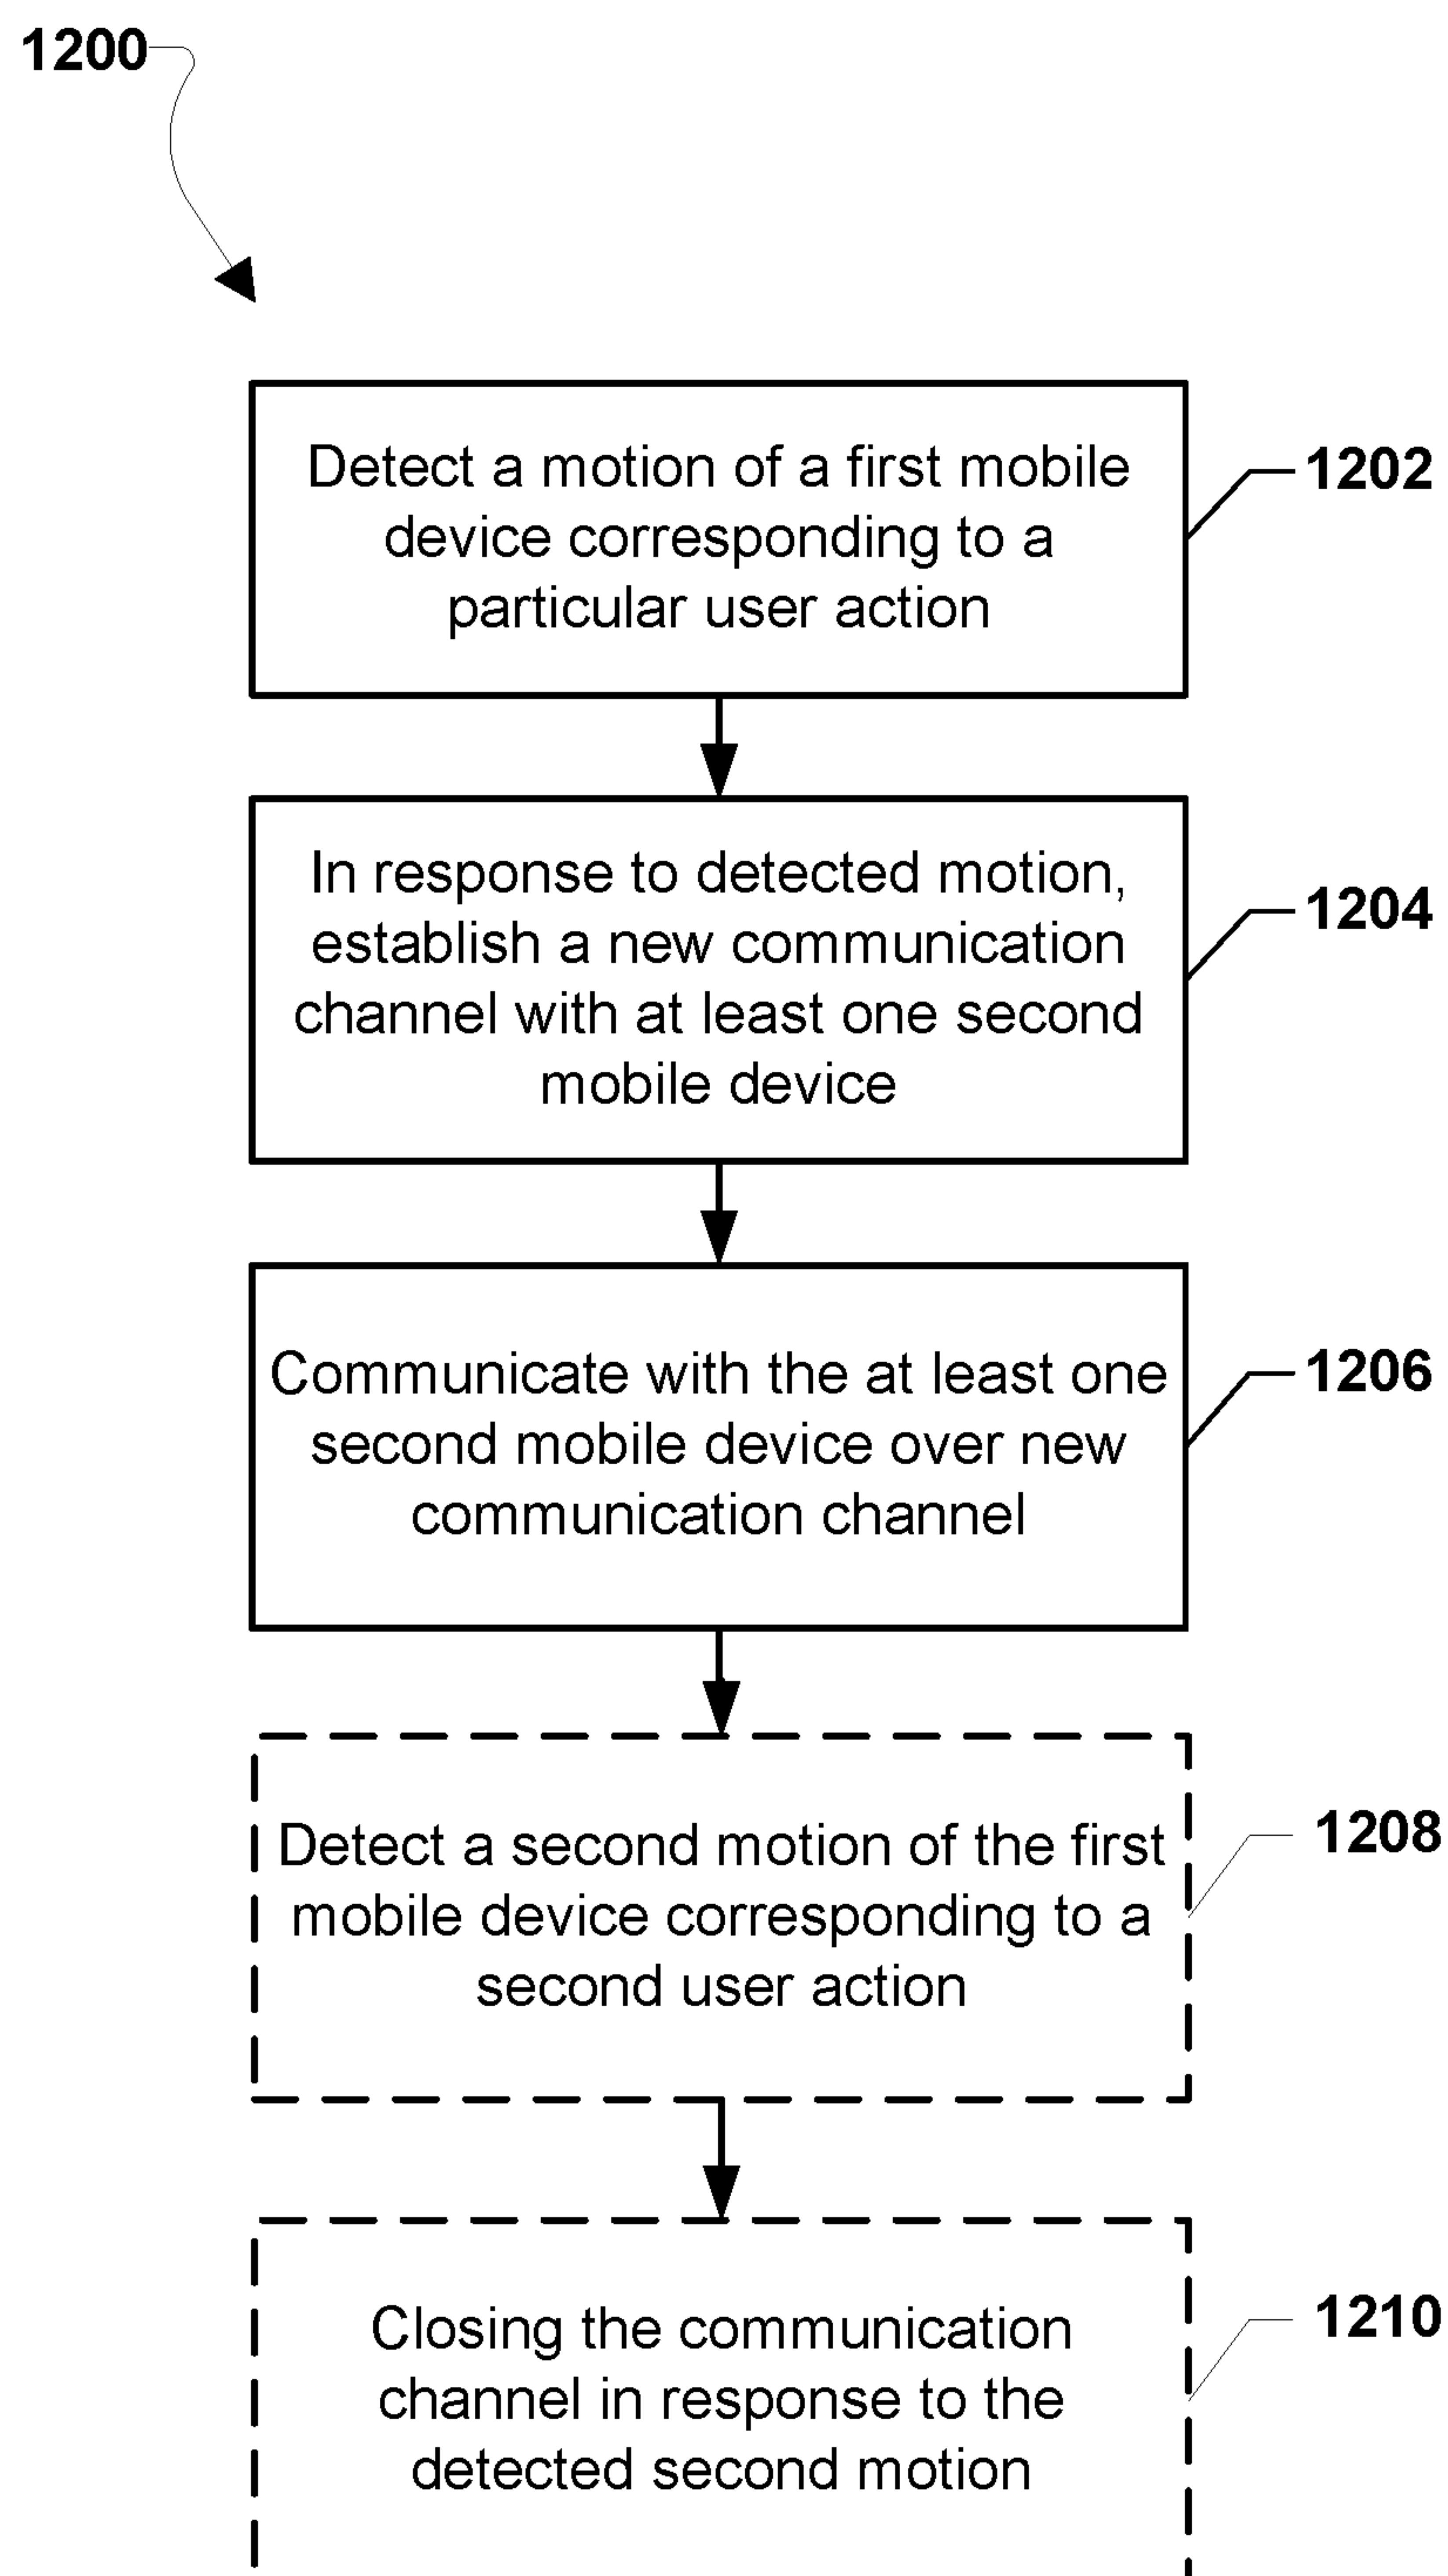 1200
Detect a motion of a first mobile
device corresponding to a
particular user action
1202
In response to detected motion,
establish a new communication
channel with at least one second
mobile device
1204
Communicate with the at least one
second mobile device over new
communication channel
1206
Detect a second motion of the first
mobile device corresponding to a
second user action
1208
Closing the communication
channel in response to the
detected second motion
1210